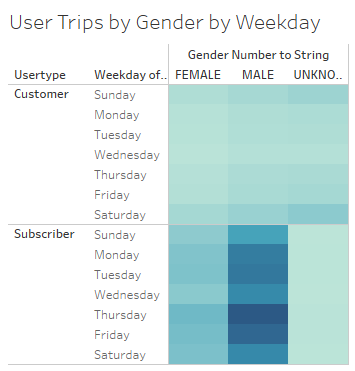 User Trips by Gender by Weekday
Gender Number to String
Usertype Weekday of.. FEMALE MALE UNKNO..
Customer Sunday
Monday
Tuesday
Wednesday
Thursday
Friday
Saturday
Subscriber Sunday
Monday
Tuesday
Wednesday
Thursday
Friday
Saturday